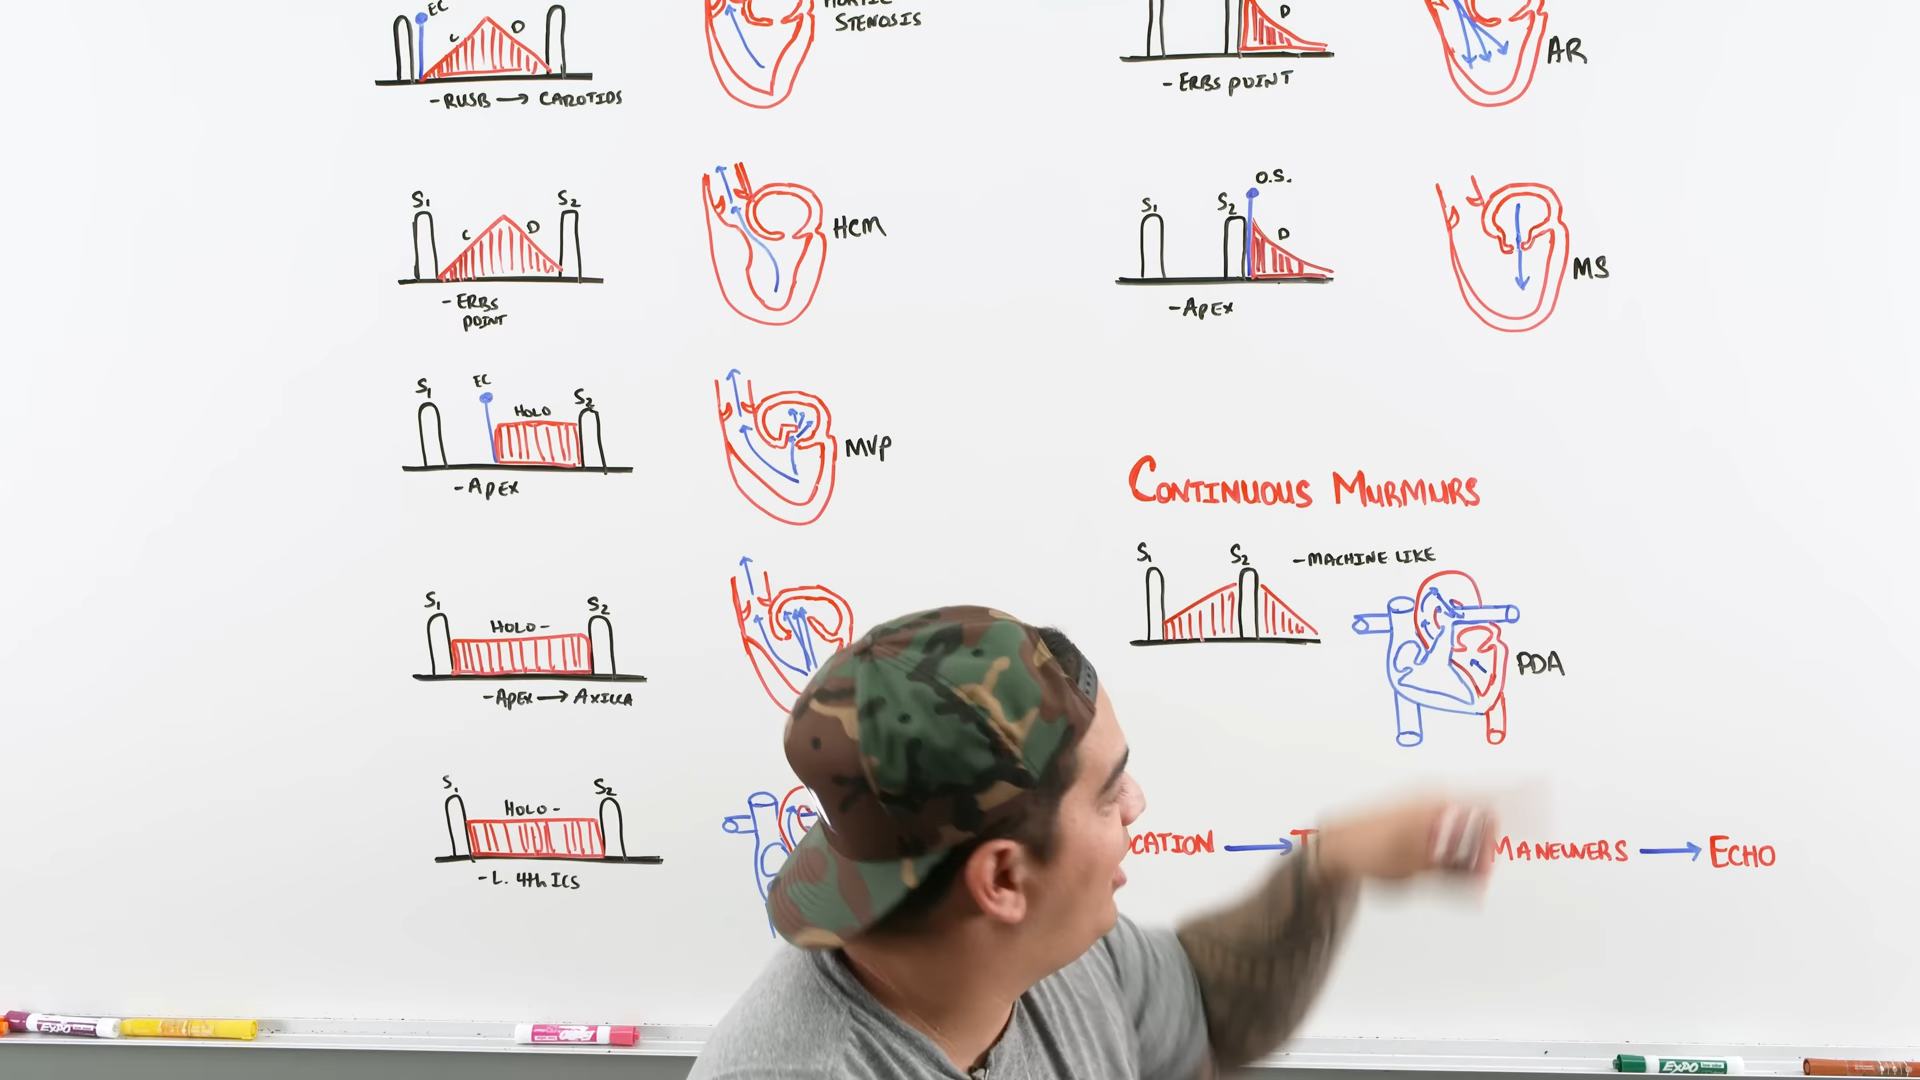 EC
C D
-RUSB → CAROTIDS
STENOSIS
S1 S2
C D
-ERBS
POINT
HCM
S1 EC S2
HOLO
-APEX
MVP
S1 S2
HOLO-
-APEX → AXILLA
S1 S2
HOLO-
-L. 4th ICS
D
-ERBS POINT
AR
O.S.
S1 S2
D
-APEX
MS
CONTINUOUS MURMURS
S1 S2
-MACHINE LIKE
PDA
MANEUVERS → ECHO
EXPO
EXPO
EXPO